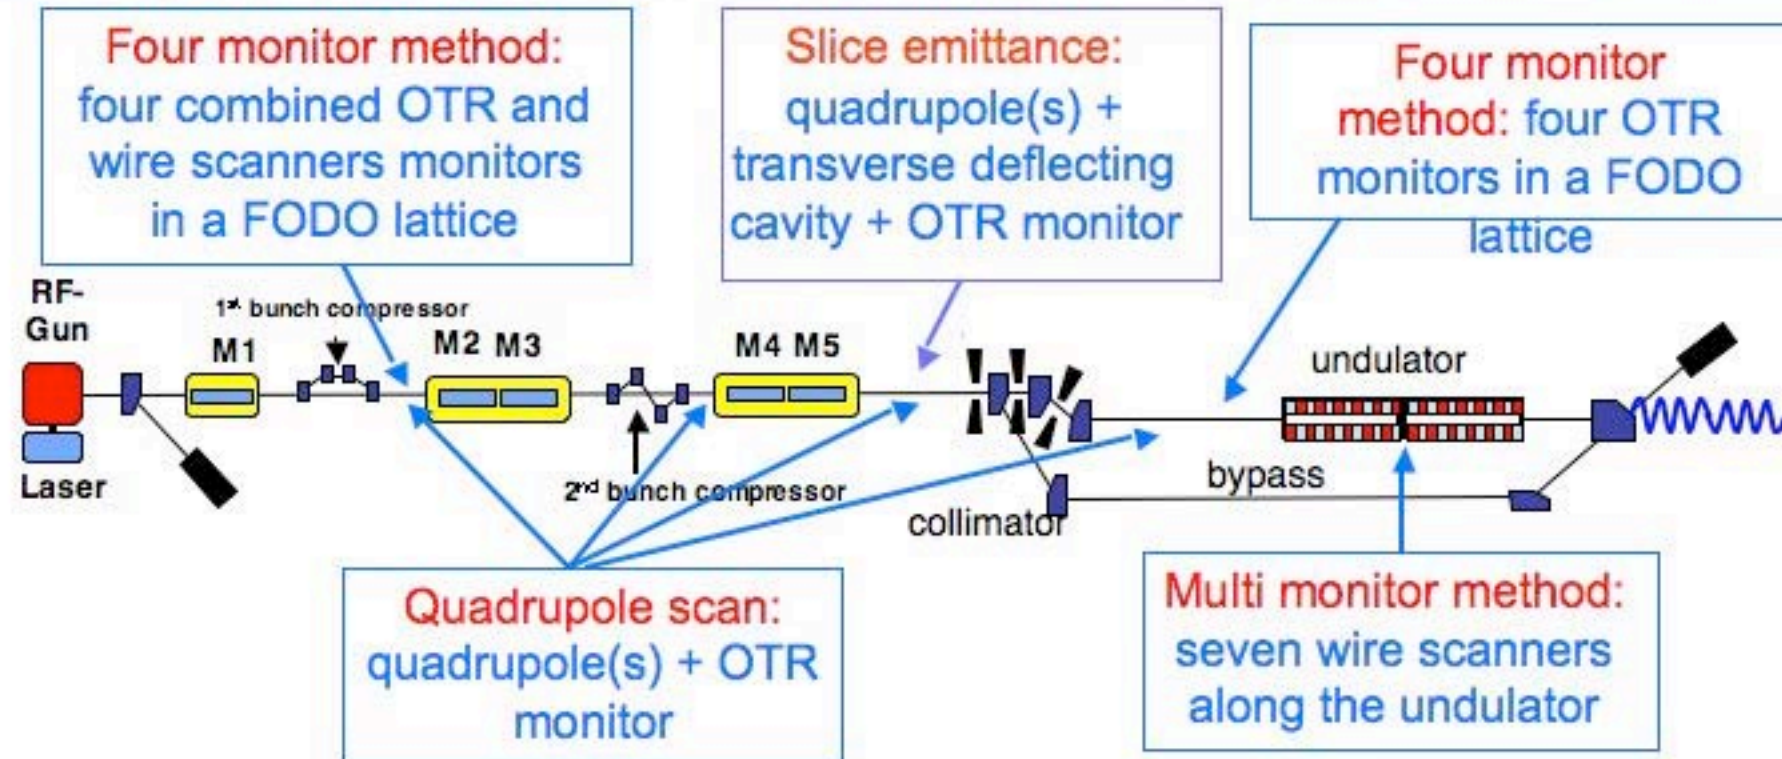 Four monitor method:
four combined OTR and
wire scanners monitors
in a FODO lattice
Slice emittance:
quadrupole(s) +
transverse deflecting
cavity + OTR monitor
Four monitor
method: four OTR
monitors in a FODO
lattice
RF-
Gun
1st bunch compressor
M1
M2 M3
M4 M5
undulator
Laser
2nd bunch compressor
bypass
collimator
Quadrupole scan:
quadrupole(s) + OTR
monitor
Multi monitor method:
seven wire scanners
along the undulator